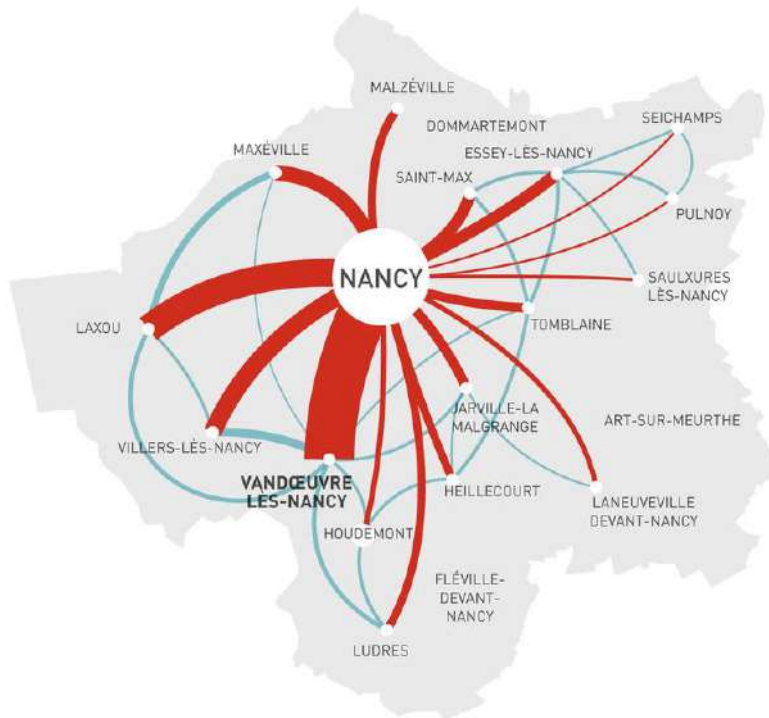 MALZÉVILLE
DOMMARTEMONT
SEICHAMPS
MAXÉVILLE
ESSEY-LÈS-NANCY
SAINT-MAX
PULNOY
NANCY
SAULXURES
LÈS-NANCY
LAXOU
TOMBLAINE
JARVILLE-LA
MALGRANGE
ART-SUR-MEURTHE
VILLERS-LÈS-NANCY
VANDŒUVRE
LES-NANCY
HEILLECOURT
LANEUVEVILLE
DEVANT-NANCY
HOUDEMONT
FLÉVILLE-
DEVANT-
NANCY
LUDRES